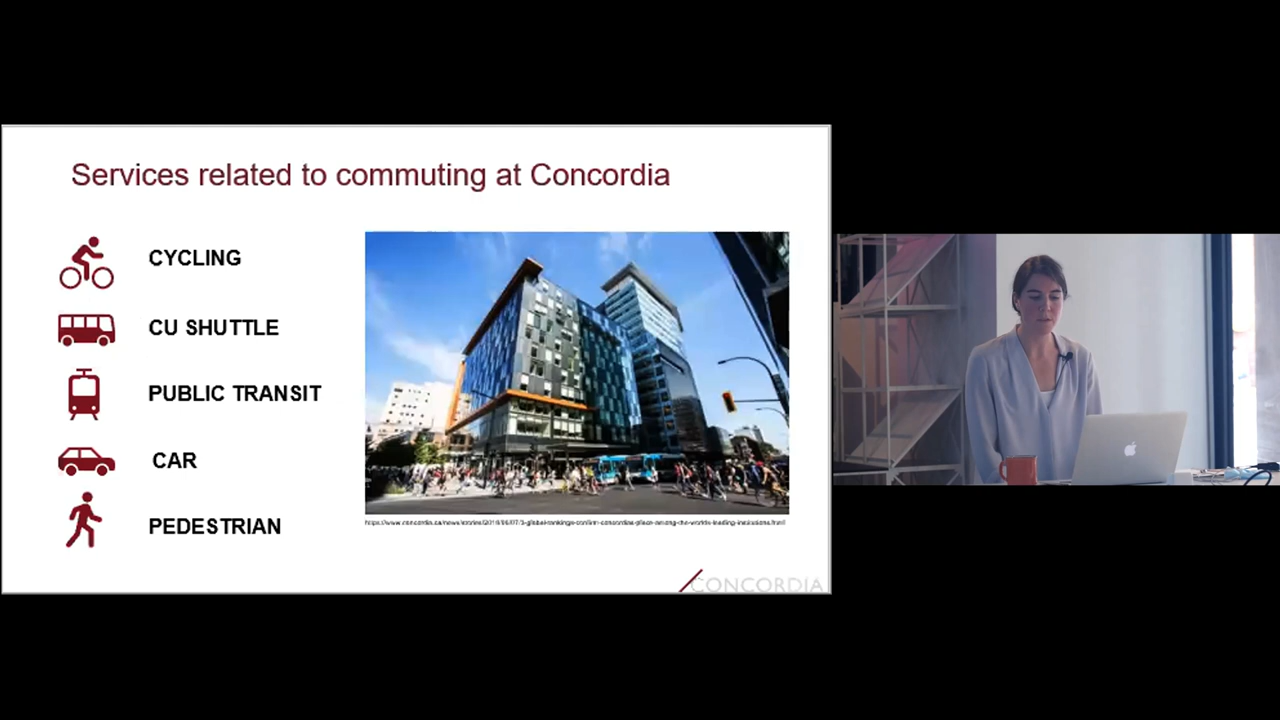 Services related to commuting at Concordia
CYCLING
CU SHUTTLE
PUBLIC TRANSIT
CAR
PEDESTRIAN
CONCORDIA